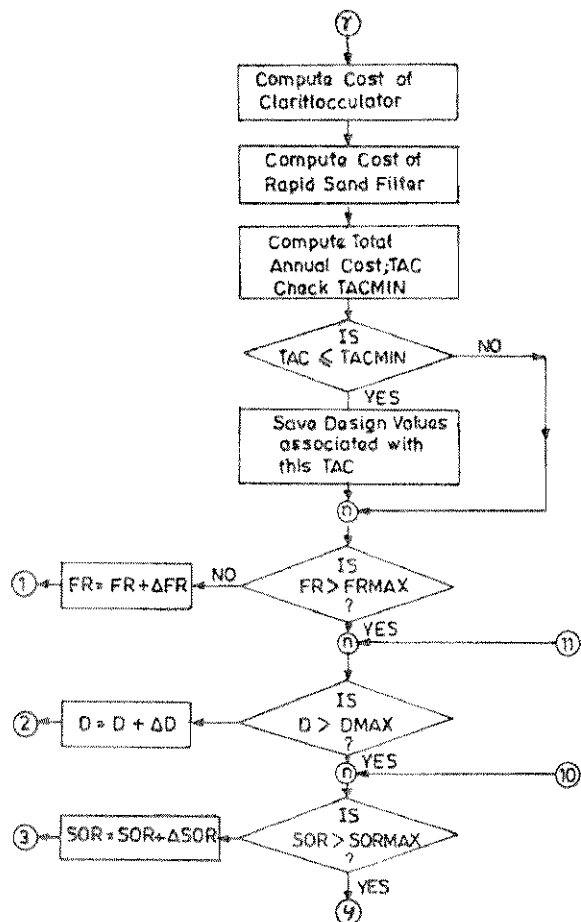 γ
Compute Cost of
Clariflocculator
Compute Cost of
Rapid Sand Filter
Compute Total
Annual Cost;TAC
Check TACMIN
IS
TAC ⩽ TACMIN
NO
YES
Save Design Values
associated with
this TAC
n
IS
FR > FRMAX
?
NO
FR = FR + ΔFR
1
YES
n
11
IS
D > DMAX
?
D = D + ΔD
2
YES
n
10
IS
SOR > SORMAX
?
SOR = SOR + ΔSOR
3
YES
4